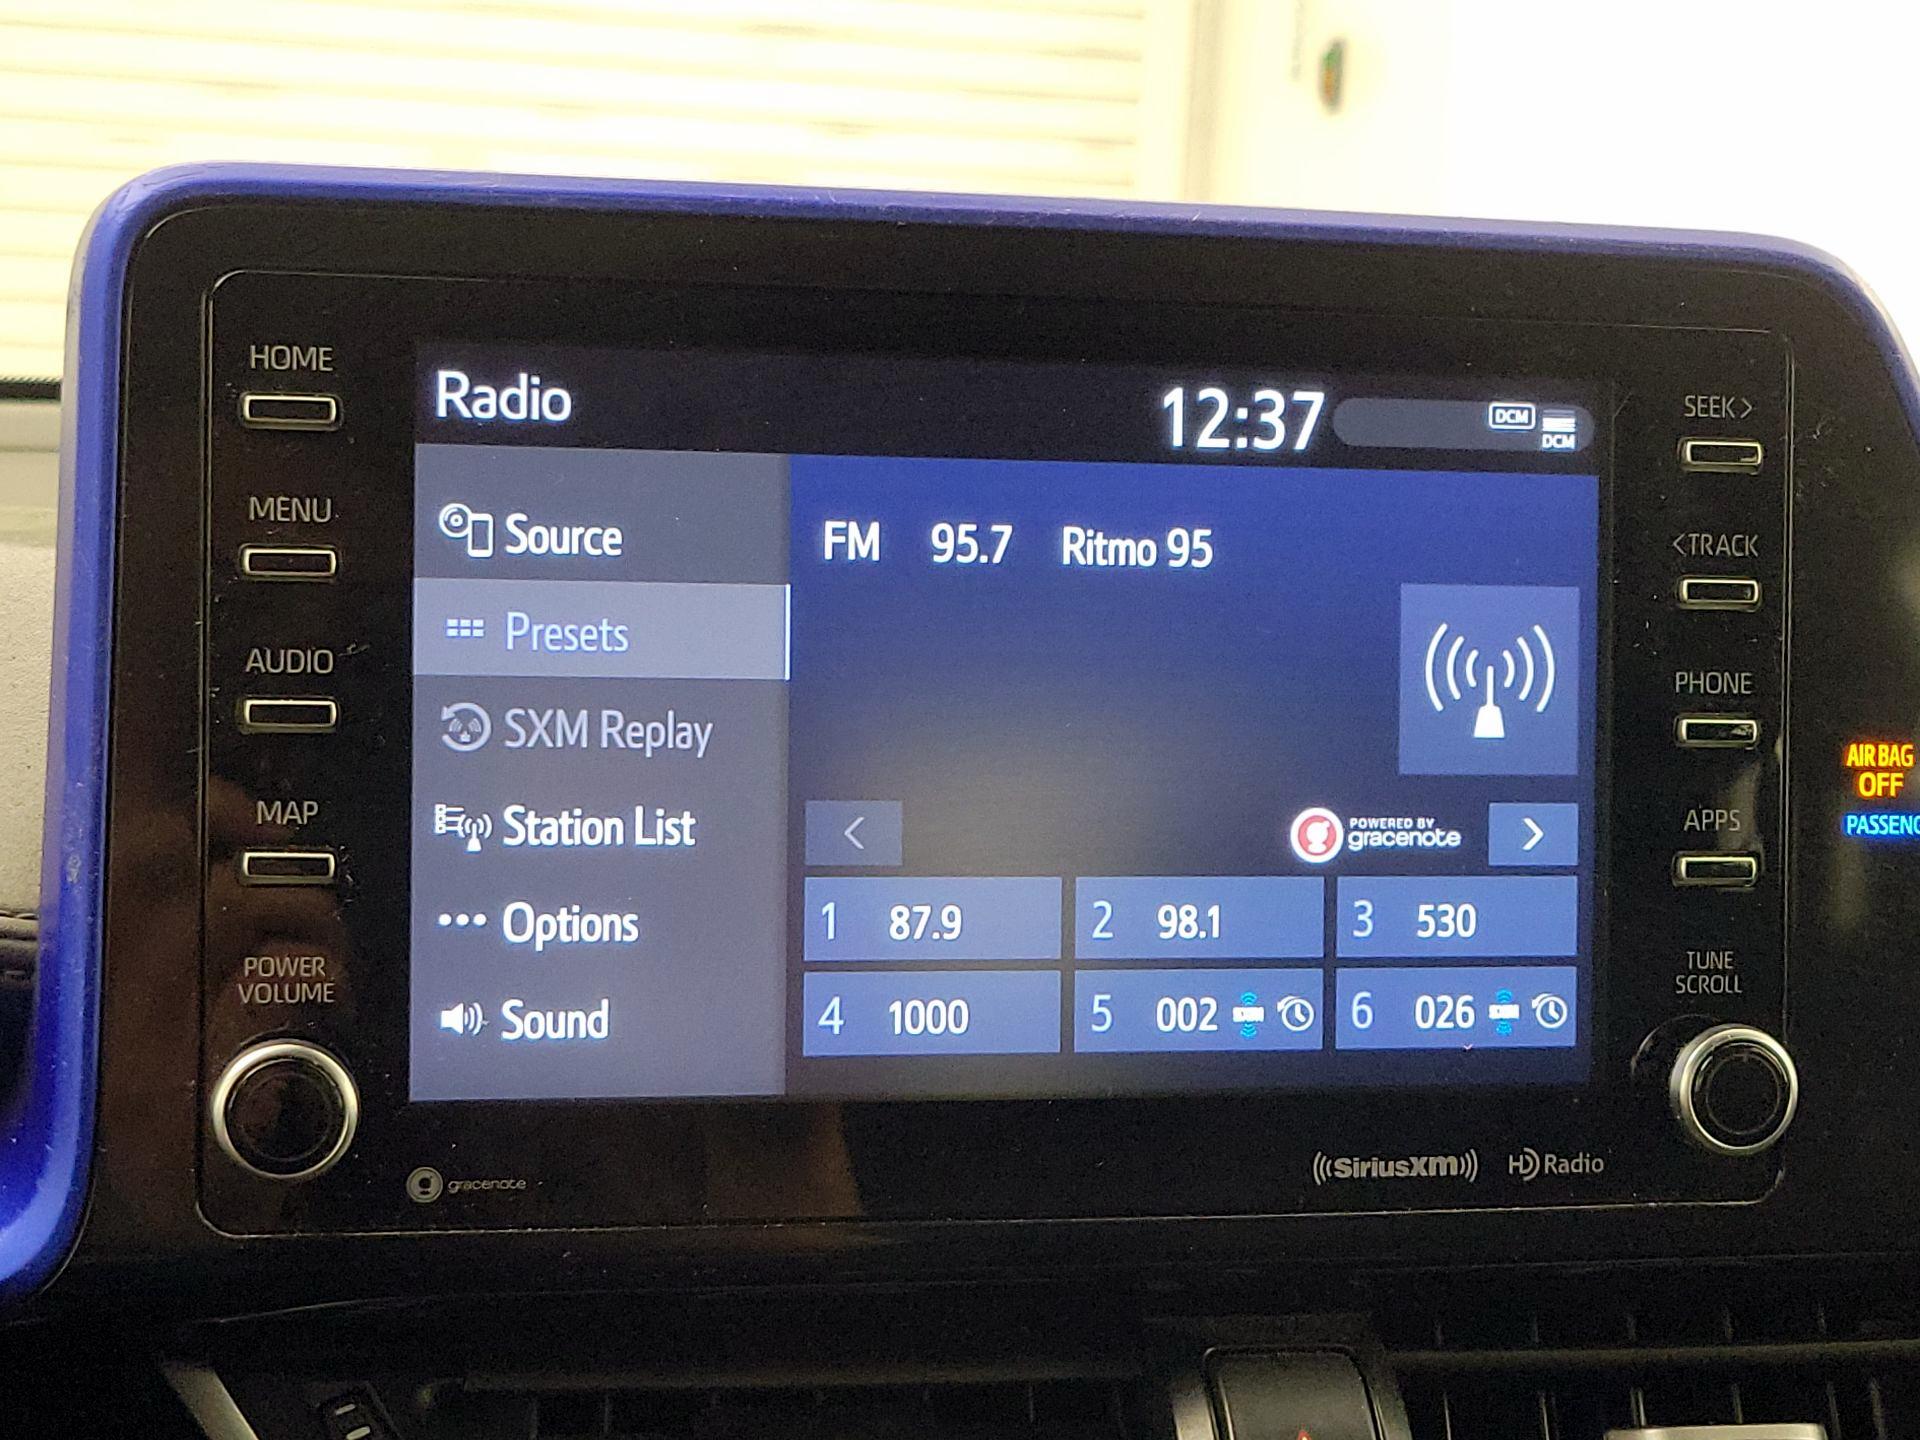 HOME
MENU
AUDIO
MAP
POWER
VOLUME
Radio
12:37
DCM
DCM
Source
Presets
SXM Replay
Station List
Options
Sound
FM 95.7 Ritmo 95
POWERED BY
gracenote
1 87.9
2 98.1
3 530
4 1000
5 002
6 026
SEEK>
<TRACK
PHONE
APPS
TUNE
SCROLL
AIR BAG
OFF
gracenote
SiriusXM
HD Radio